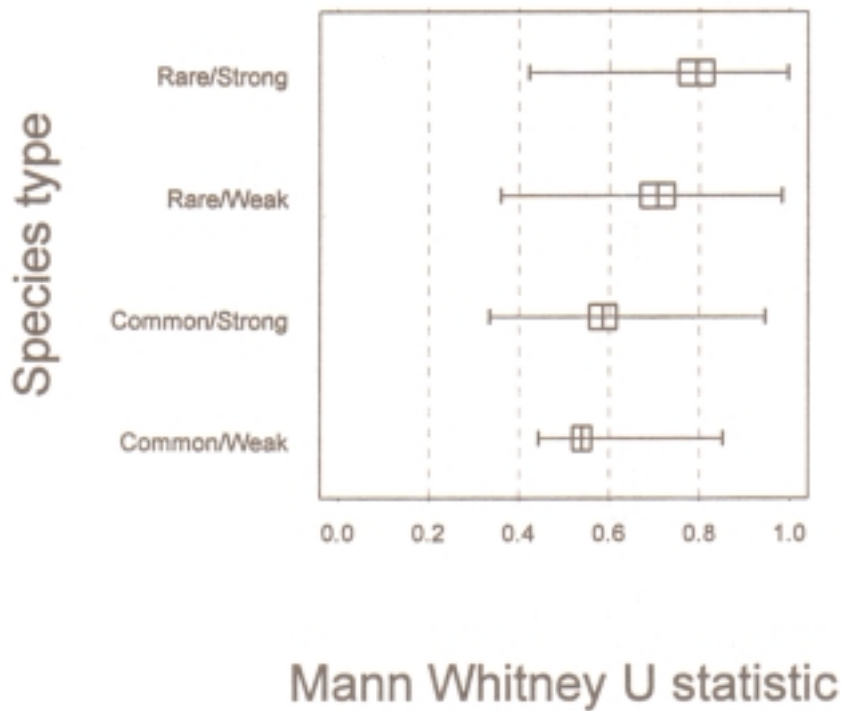 Species type
Rare/Strong
Rare/Weak
Common/Strong
Common/Weak
0.0 0.2 0.4 0.6 0.8 1.0
Mann Whitney U statistic